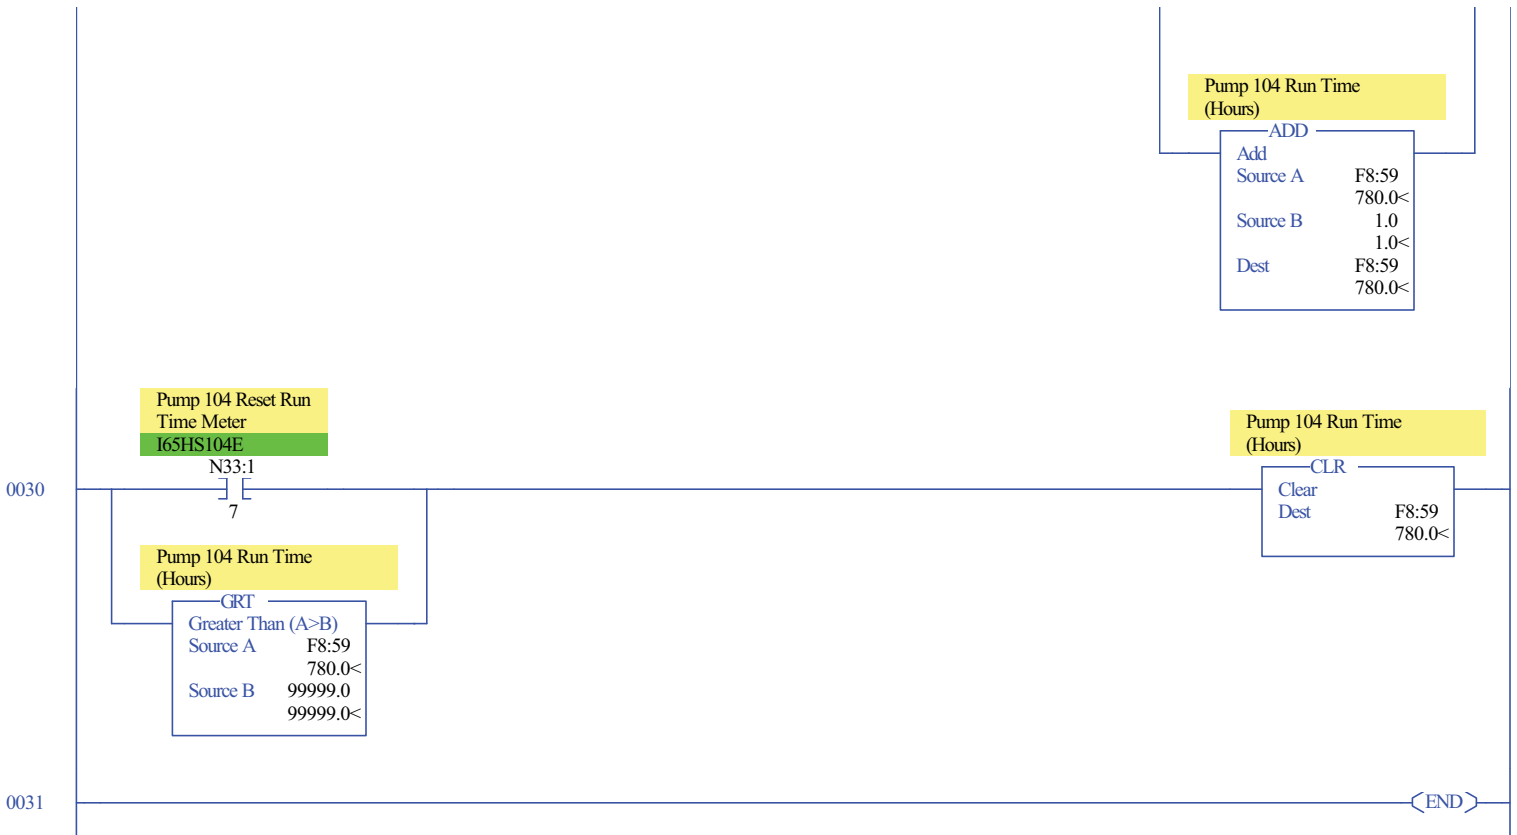 Pump 104 Run Time
(Hours)
ADD
Add
Source A F8:59
780.0<
Source B 1.0
1.0<
Dest F8:59
780.0<
Pump 104 Reset Run
Time Meter
I65HS104E
N33:1
7
0030
Pump 104 Run Time
(Hours)
CLR
Clear
Dest F8:59
780.0<
Pump 104 Run Time
(Hours)
GRT
Greater Than (A>B)
Source A F8:59
780.0<
Source B 99999.0
99999.0<
0031
END